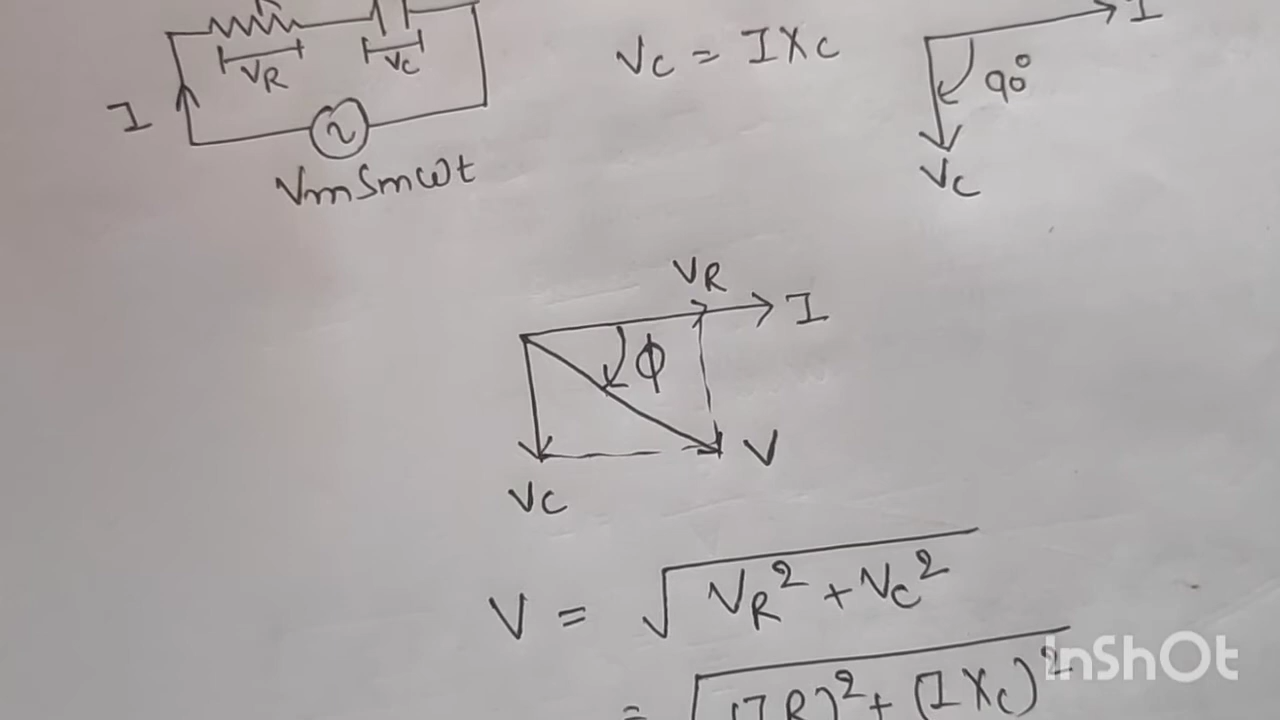 R
VR
VC
I
Vm Sinωt
VC = IXC
I
90°
VC
VR
I
ϕ
VC
V
V = √VR² + VC²
= √(IR)² + (IXC)²
InShOt